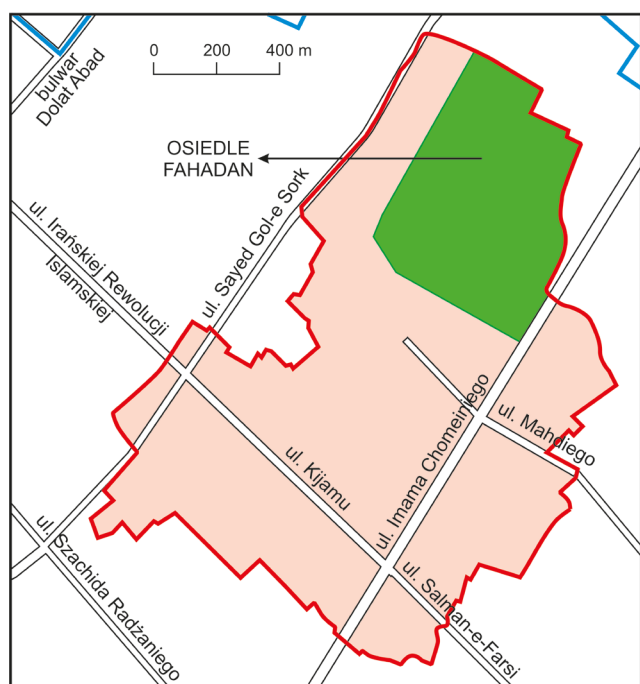 0 200 400 m
bulwar
Dolat Abad
OSIEDLE
FAHADAN
ul. Sayed Gol-e Sork
ul. Irańskiej Rewolucji
Islamskiej
ul. Imama Chomeiniego
ul. Mahdiego
ul. Kijamu
ul. Szachida Radżaniego
ul. Salman-e-Farsi